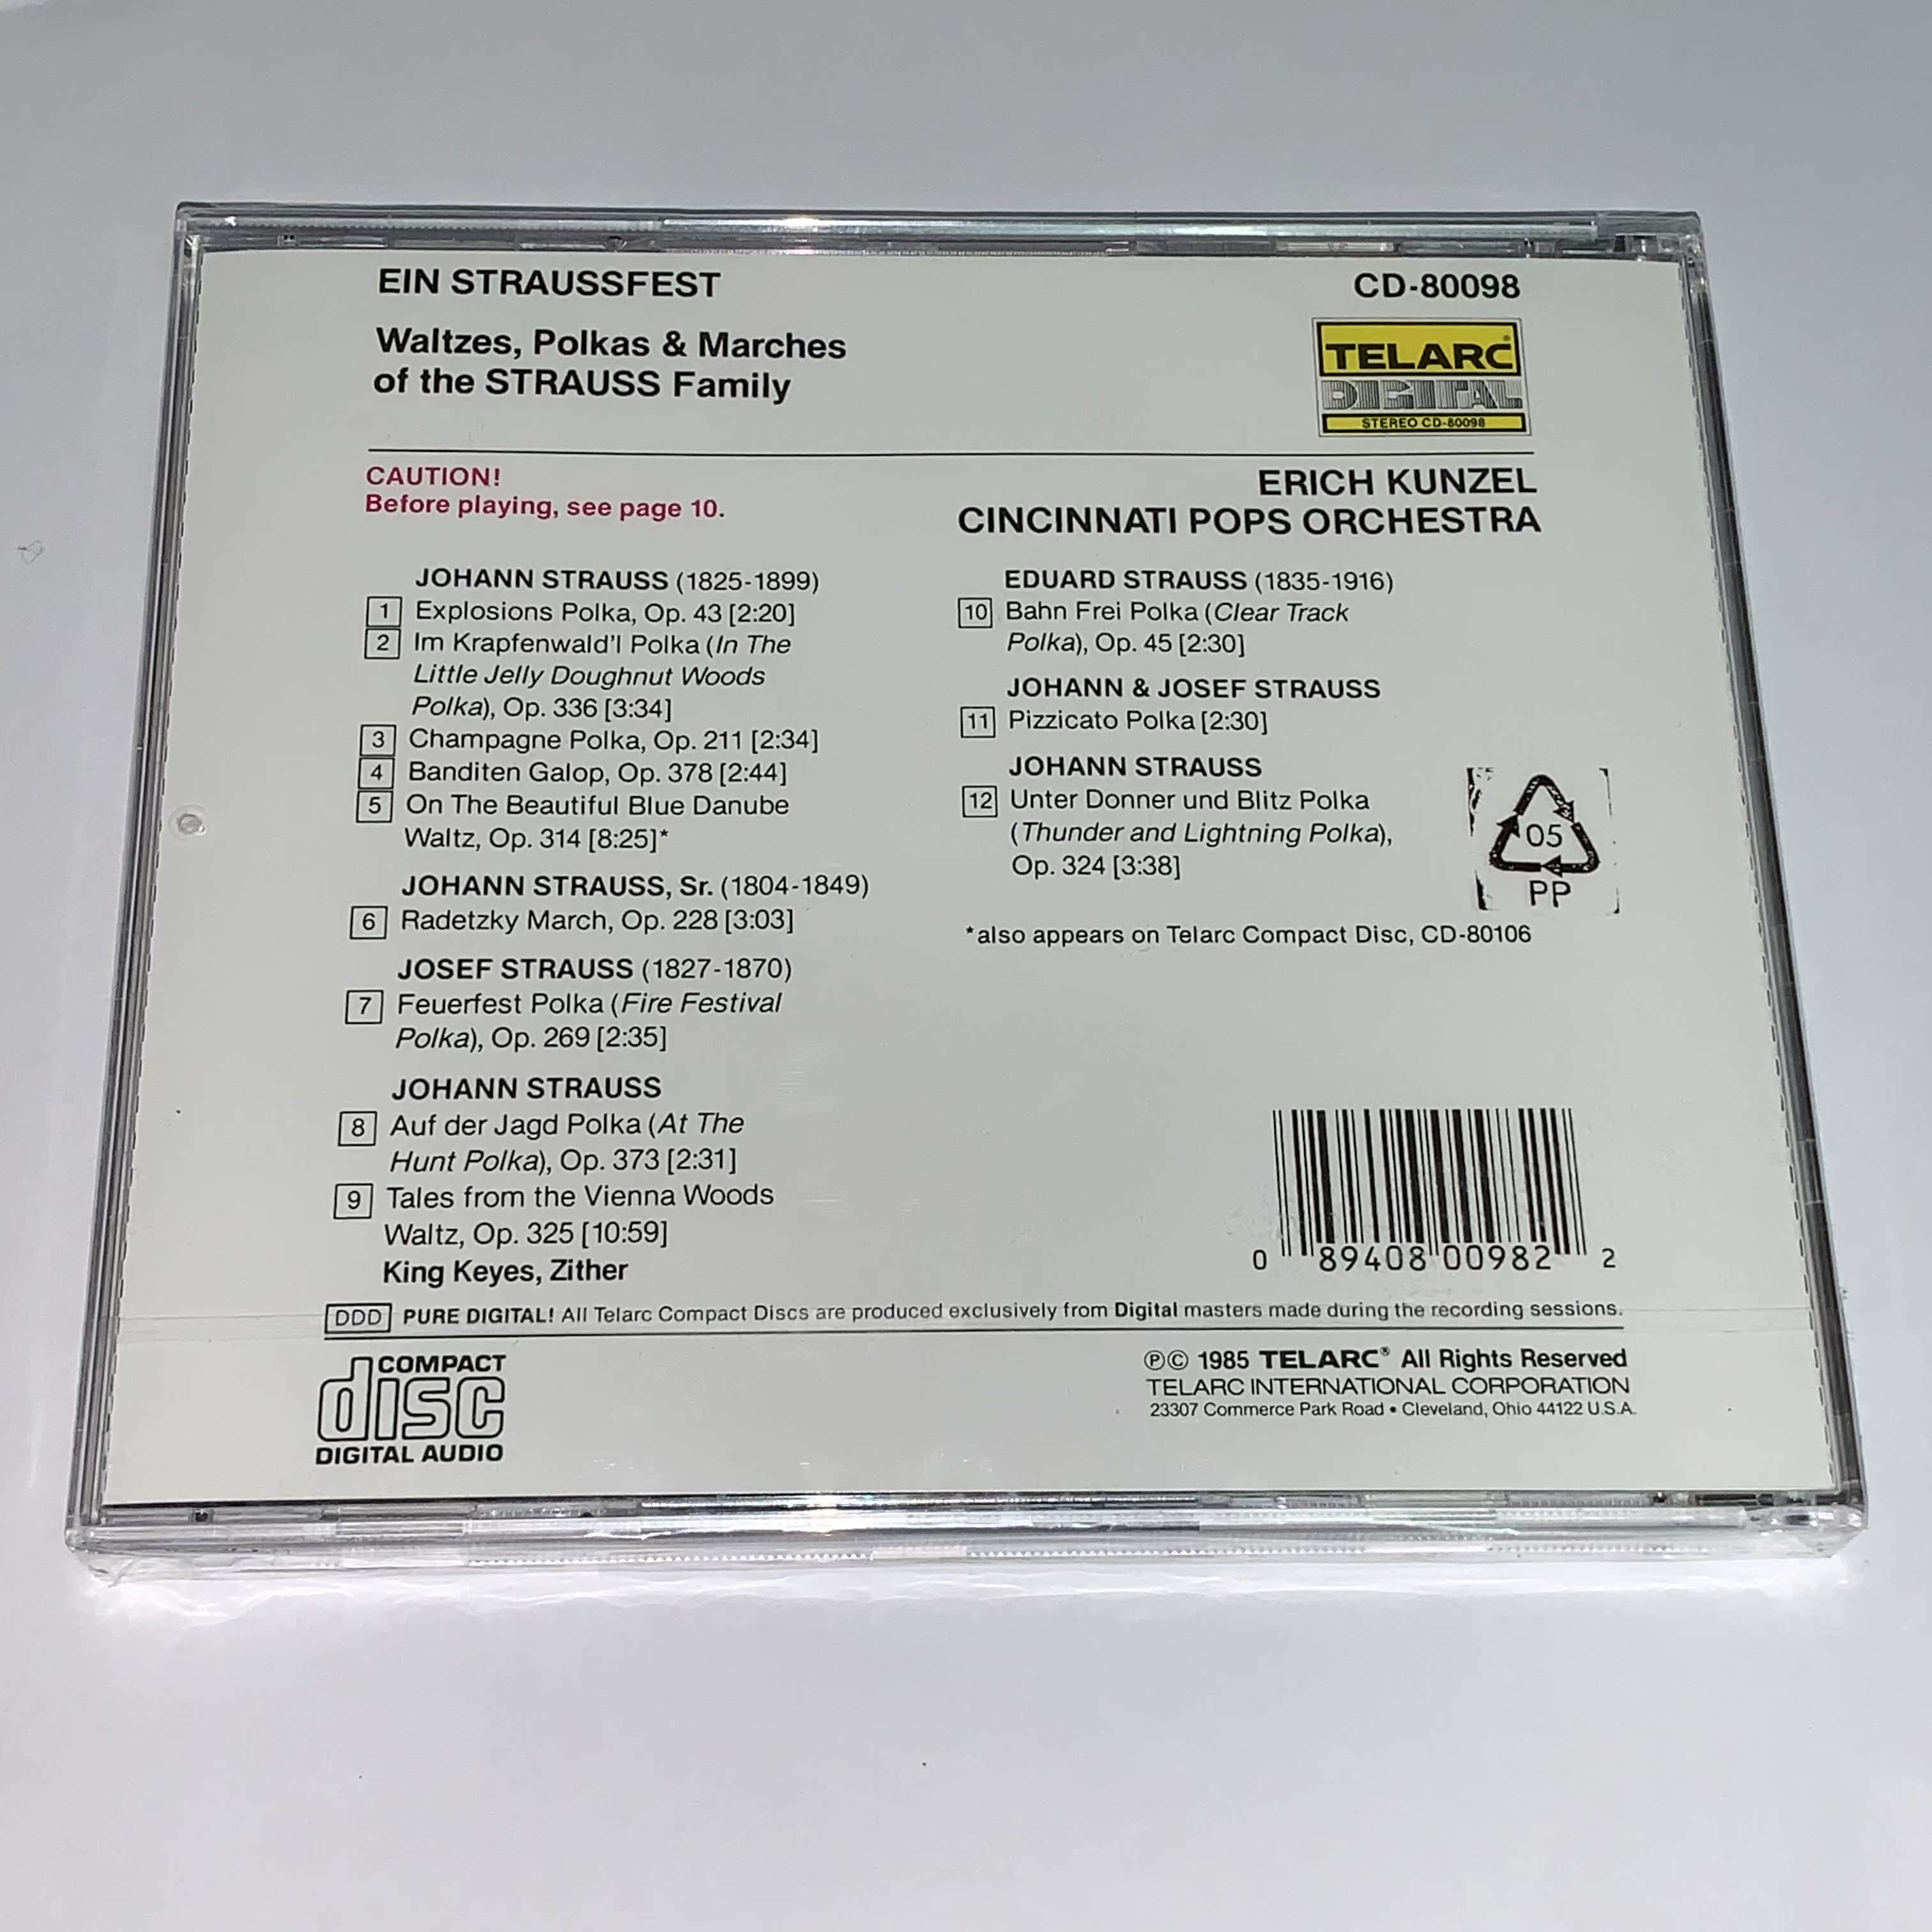 EIN STRAUSSFEST
Waltzes, Polkas & Marches
of the STRAUSS Family
CD-80098
TELARC®
DIGITAL
STEREO CD-80098
CAUTION!
Before playing, see page 10.
ERICH KUNZEL
CINCINNATI POPS ORCHESTRA
JOHANN STRAUSS (1825-1899)
1 Explosions Polka, Op. 43 [2:20]
2 Im Krapfenwald'l Polka (In The
Little Jelly Doughnut Woods
Polka), Op. 336 [3:34]
3 Champagne Polka, Op. 211 [2:34]
4 Banditen Galop, Op. 378 [2:44]
5 On The Beautiful Blue Danube
Waltz, Op. 314 [8:25]*
JOHANN STRAUSS, Sr. (1804-1849)
6 Radetzky March, Op. 228 [3:03]
JOSEF STRAUSS (1827-1870)
7 Feuerfest Polka (Fire Festival
Polka), Op. 269 [2:35]
JOHANN STRAUSS
8 Auf der Jagd Polka (At The
Hunt Polka), Op. 373 [2:31]
9 Tales from the Vienna Woods
Waltz, Op. 325 [10:59]
King Keyes, Zither
EDUARD STRAUSS (1835-1916)
10 Bahn Frei Polka (Clear Track
Polka), Op. 45 [2:30]
JOHANN & JOSEF STRAUSS
11 Pizzicato Polka [2:30]
JOHANN STRAUSS
12 Unter Donner und Blitz Polka
(Thunder and Lightning Polka),
Op. 324 [3:38]
05
PP
*also appears on Telarc Compact Disc, CD-80106
0 89408 00982 2
DDD PURE DIGITAL! All Telarc Compact Discs are produced exclusively from Digital masters made during the recording sessions.
COMPACT
disc
DIGITAL AUDIO
℗© 1985 TELARC® All Rights Reserved
TELARC INTERNATIONAL CORPORATION
23307 Commerce Park Road • Cleveland, Ohio 44122 U.S.A.